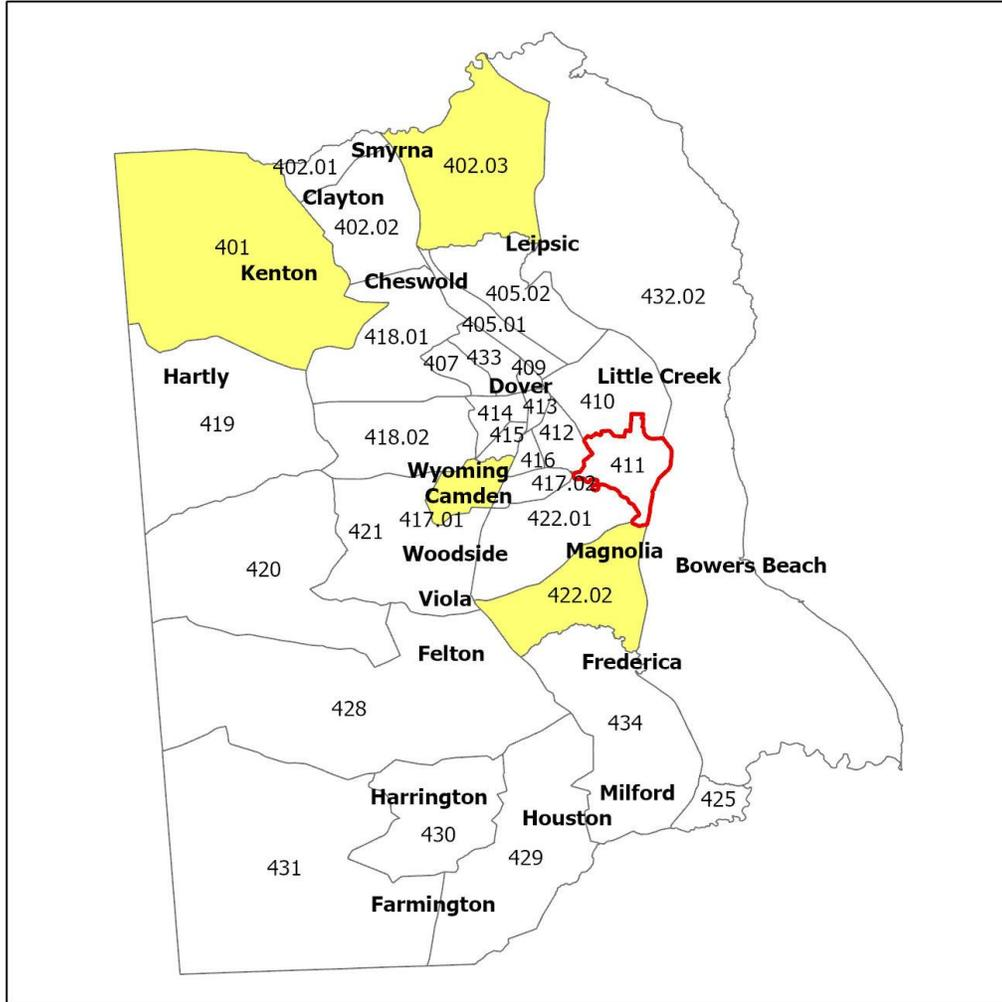 Smyrna
402.01
402.03
Clayton
402.02
Leipsic
401
Kenton
Cheswold
405.02
432.02
405.01
418.01
407
433
409
Hartly
Dover
Little Creek
410
413
414
419
418.02
415
412
416
411
Wyoming
417.02
Camden
417.01
422.01
421
Woodside
Magnolia
Bowers Beach
420
Viola
422.02
Felton
Frederica
428
434
Harrington
Milford
425
Houston
430
429
431
Farmington